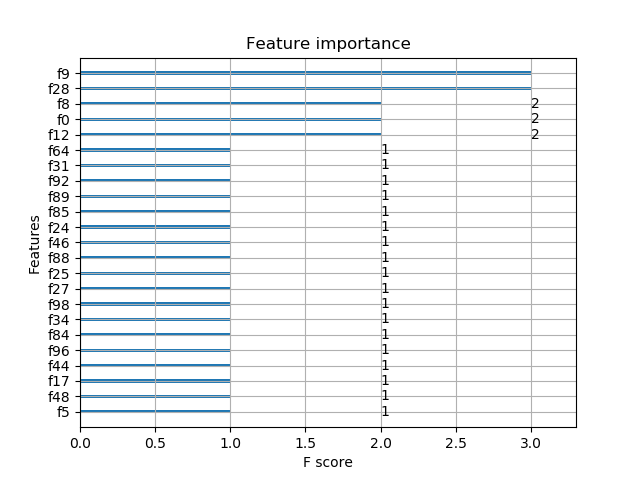 Feature importance
f9
f28
f8 2
f0 2
f12 2
f64 1
f31 1
f92 1
f89 1
f85 1
f24 1
f46 1
f88 1
f25 1
f27 1
f98 1
f34 1
f84 1
f96 1
f44 1
f17 1
f48 1
f5 1
Features
0.0 0.5 1.0 1.5 2.0 2.5 3.0
F score